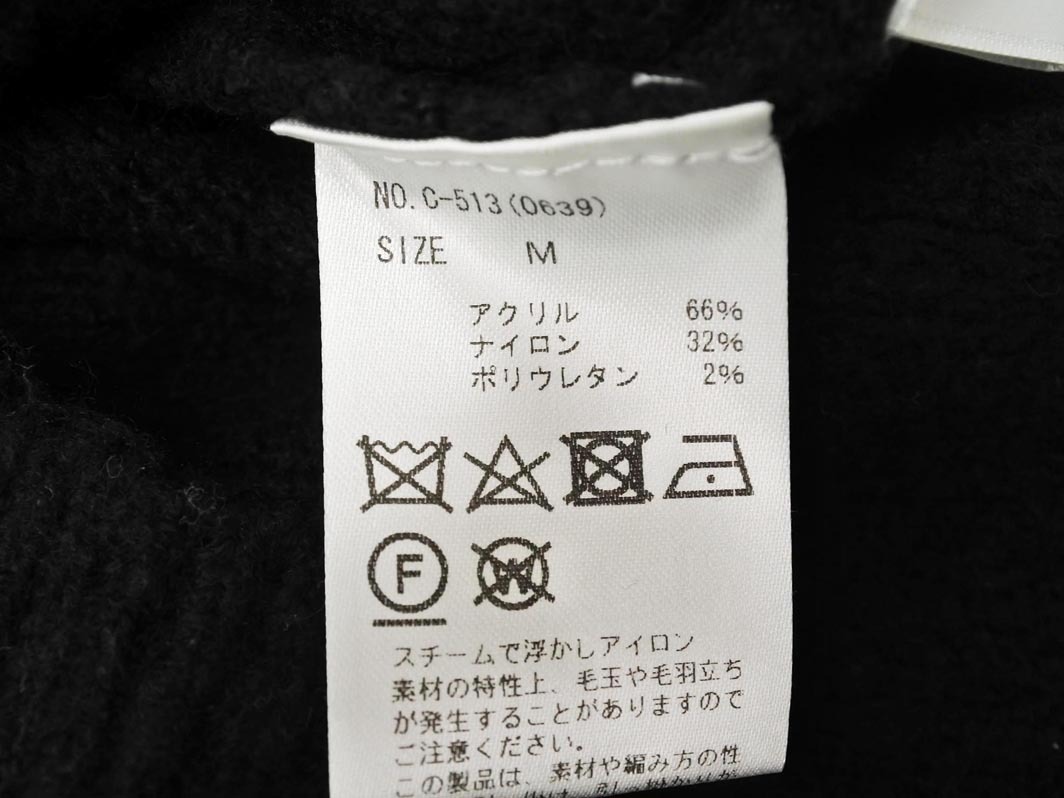 NO. C-513(0639)
SIZE M
アクリル 66%
ナイロン 32%
ポリウレタン 2%
F
W
スチームで浮かしアイロン
素材の特性上、毛玉や毛羽立ち
が発生することがありますので
ご注意ください。
この製品は、素材や編み方の性